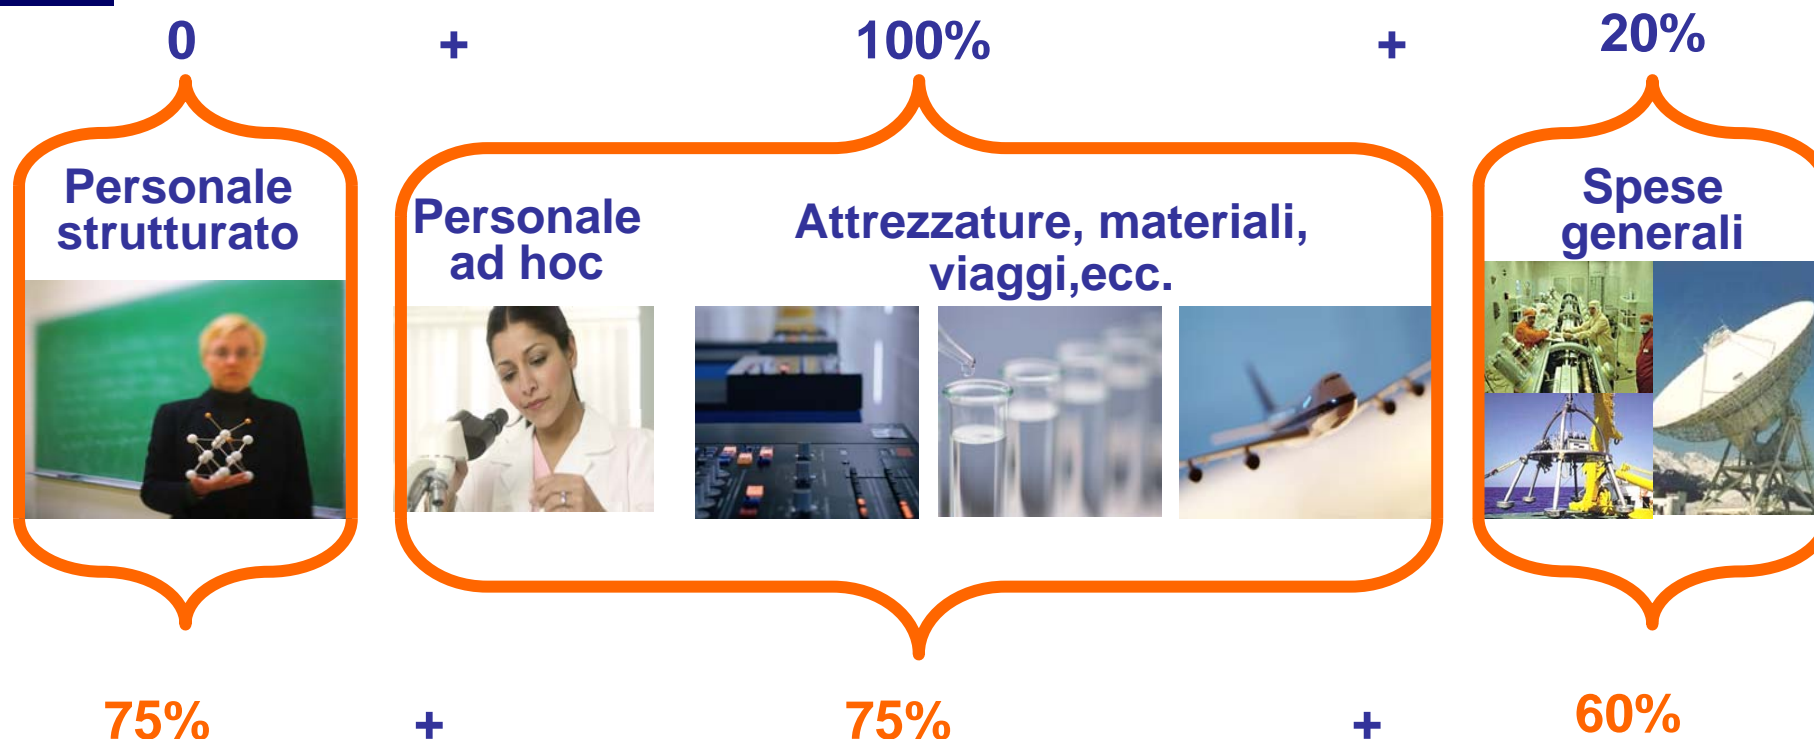 0 + 100% + 20%
Personale
strutturato
Personale
ad hoc
Attrezzature, materiali,
viaggi,ecc.
Spese
generali
75% + 75% + 60%